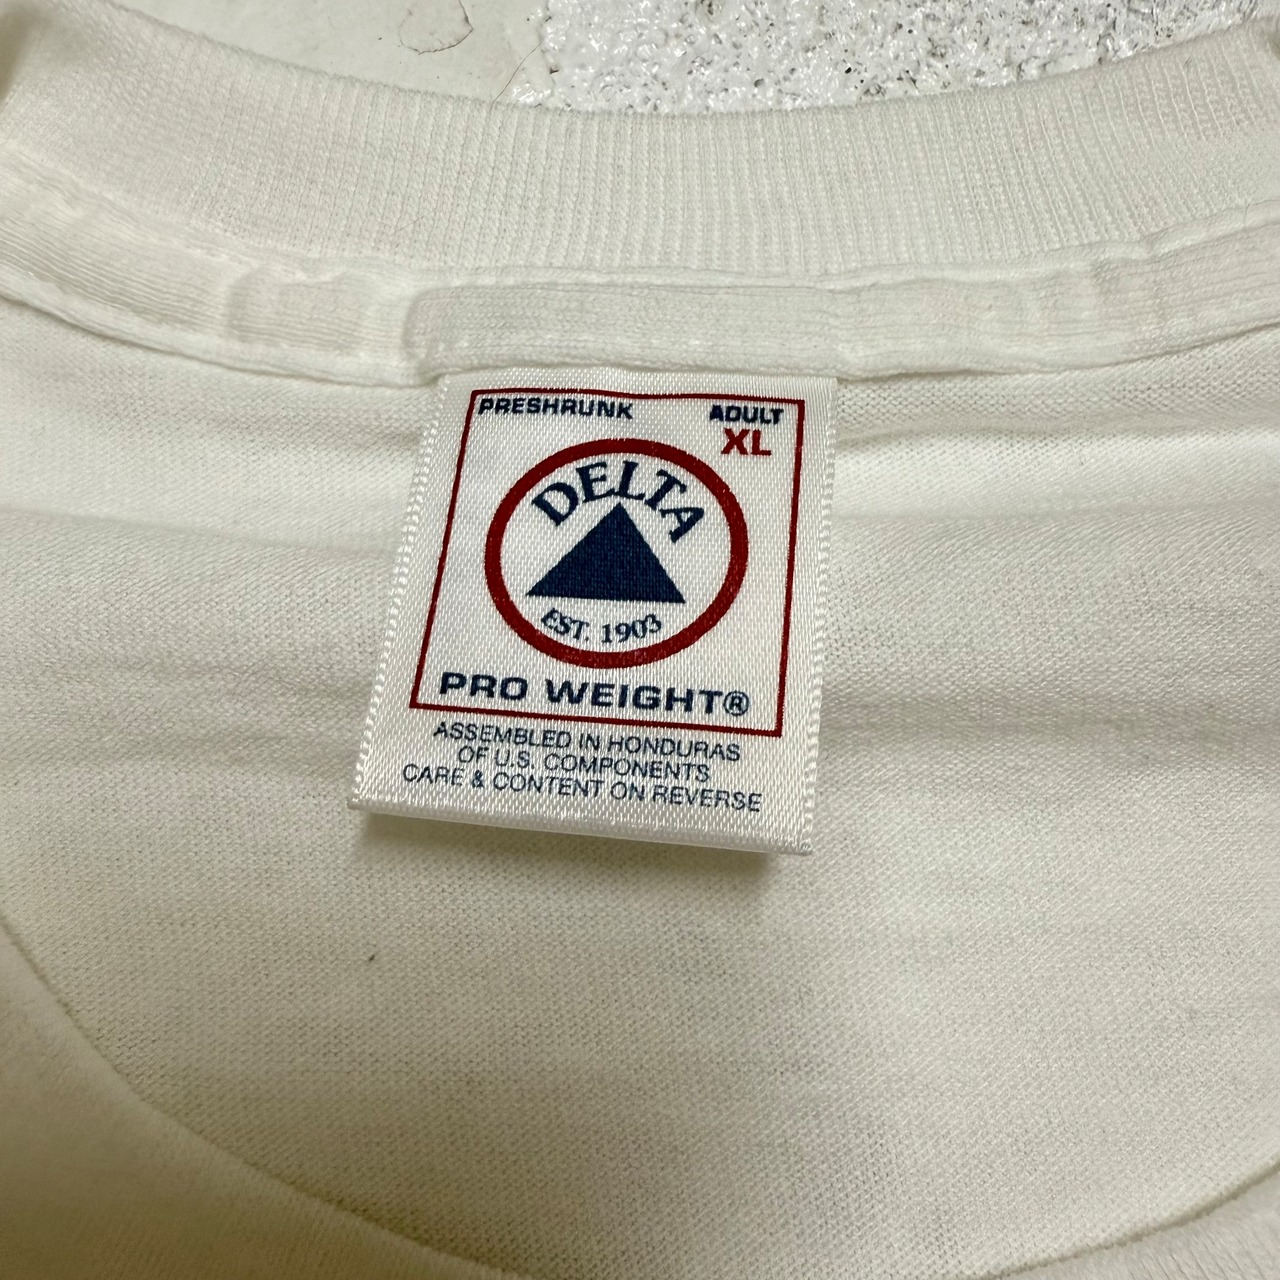 PRESHRUNK ADULT
XL
DELTA
EST. 1903
PRO WEIGHT®
ASSEMBLED IN HONDURAS
OF U.S. COMPONENTS
CARE & CONTENT ON REVERSE